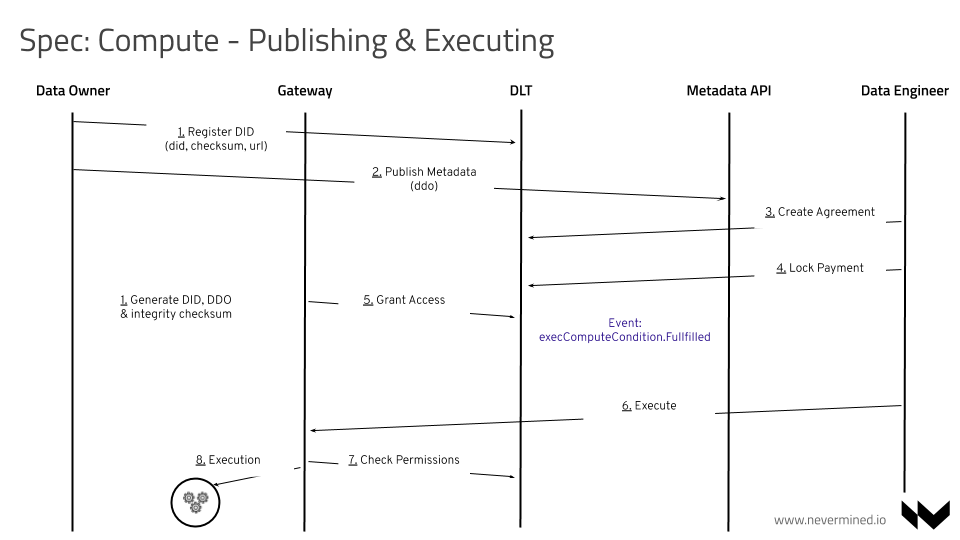 Spec: Compute - Publishing & Executing
Data Owner
Gateway
DLT
Metadata API
Data Engineer
1. Register DID
(did, checksum, url)
2. Publish Metadata
(ddo)
3. Create Agreement
4. Lock Payment
1. Generate DID, DDO
& integrity checksum
5. Grant Access
Event:
execComputeCondition.Fullfilled
6. Execute
8. Execution
7. Check Permissions
www.nevermined.io